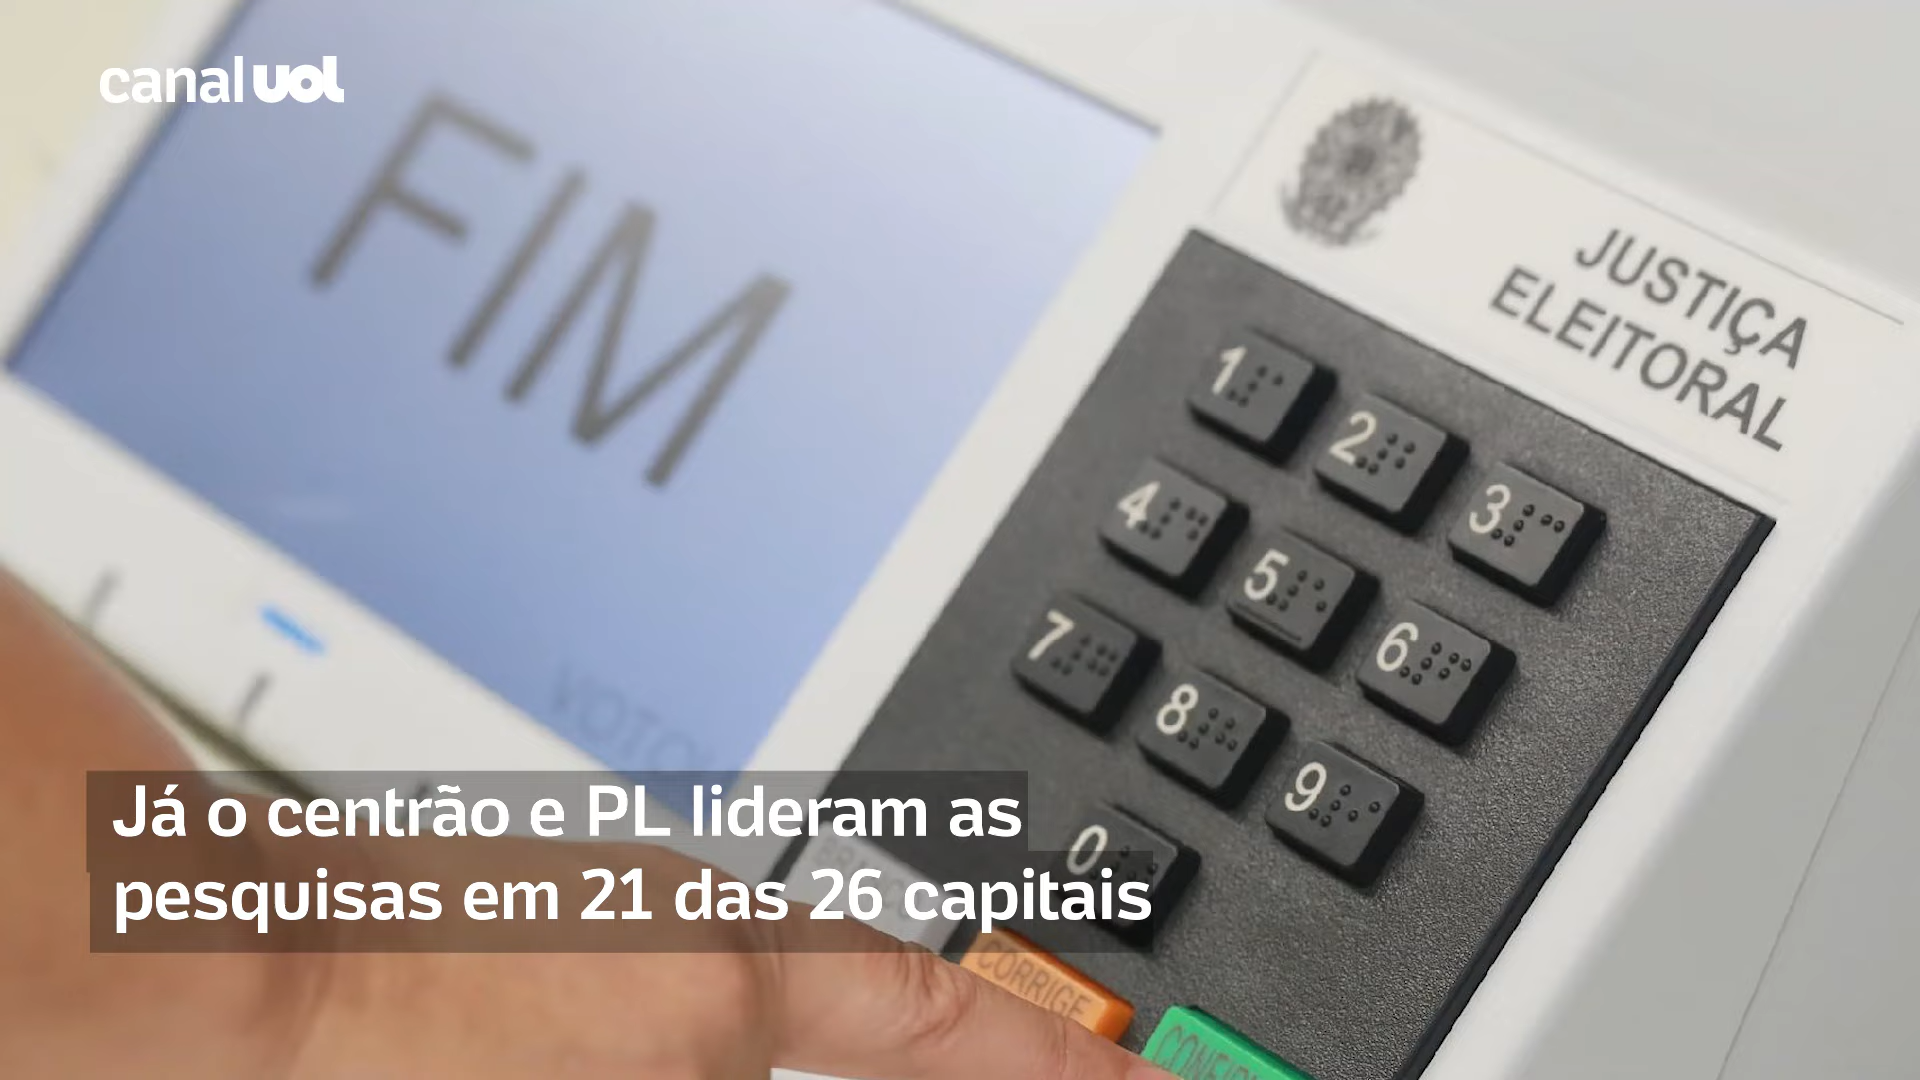 canal uol
FIM
JUSTIÇA
ELEITORAL
1
2
3
4
5
6
7
8
9
0
Já o centrão e PL lideram as
pesquisas em 21 das 26 capitais
CORRIGE